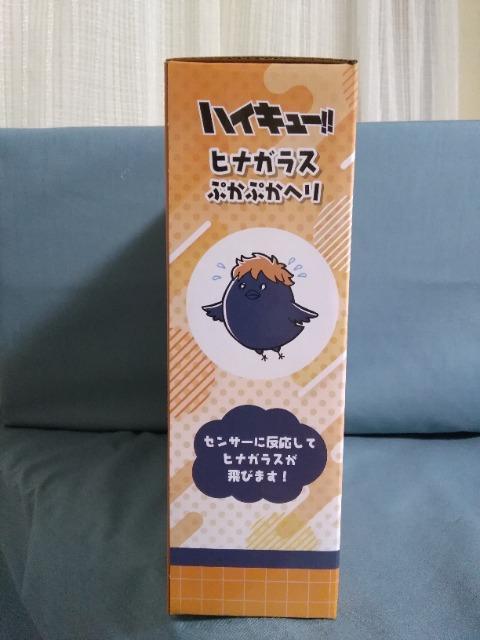 ハイキュー!!
ヒナガラス
ぷかぷかヘリ
センサーに反応して
ヒナガラスが
飛びます！